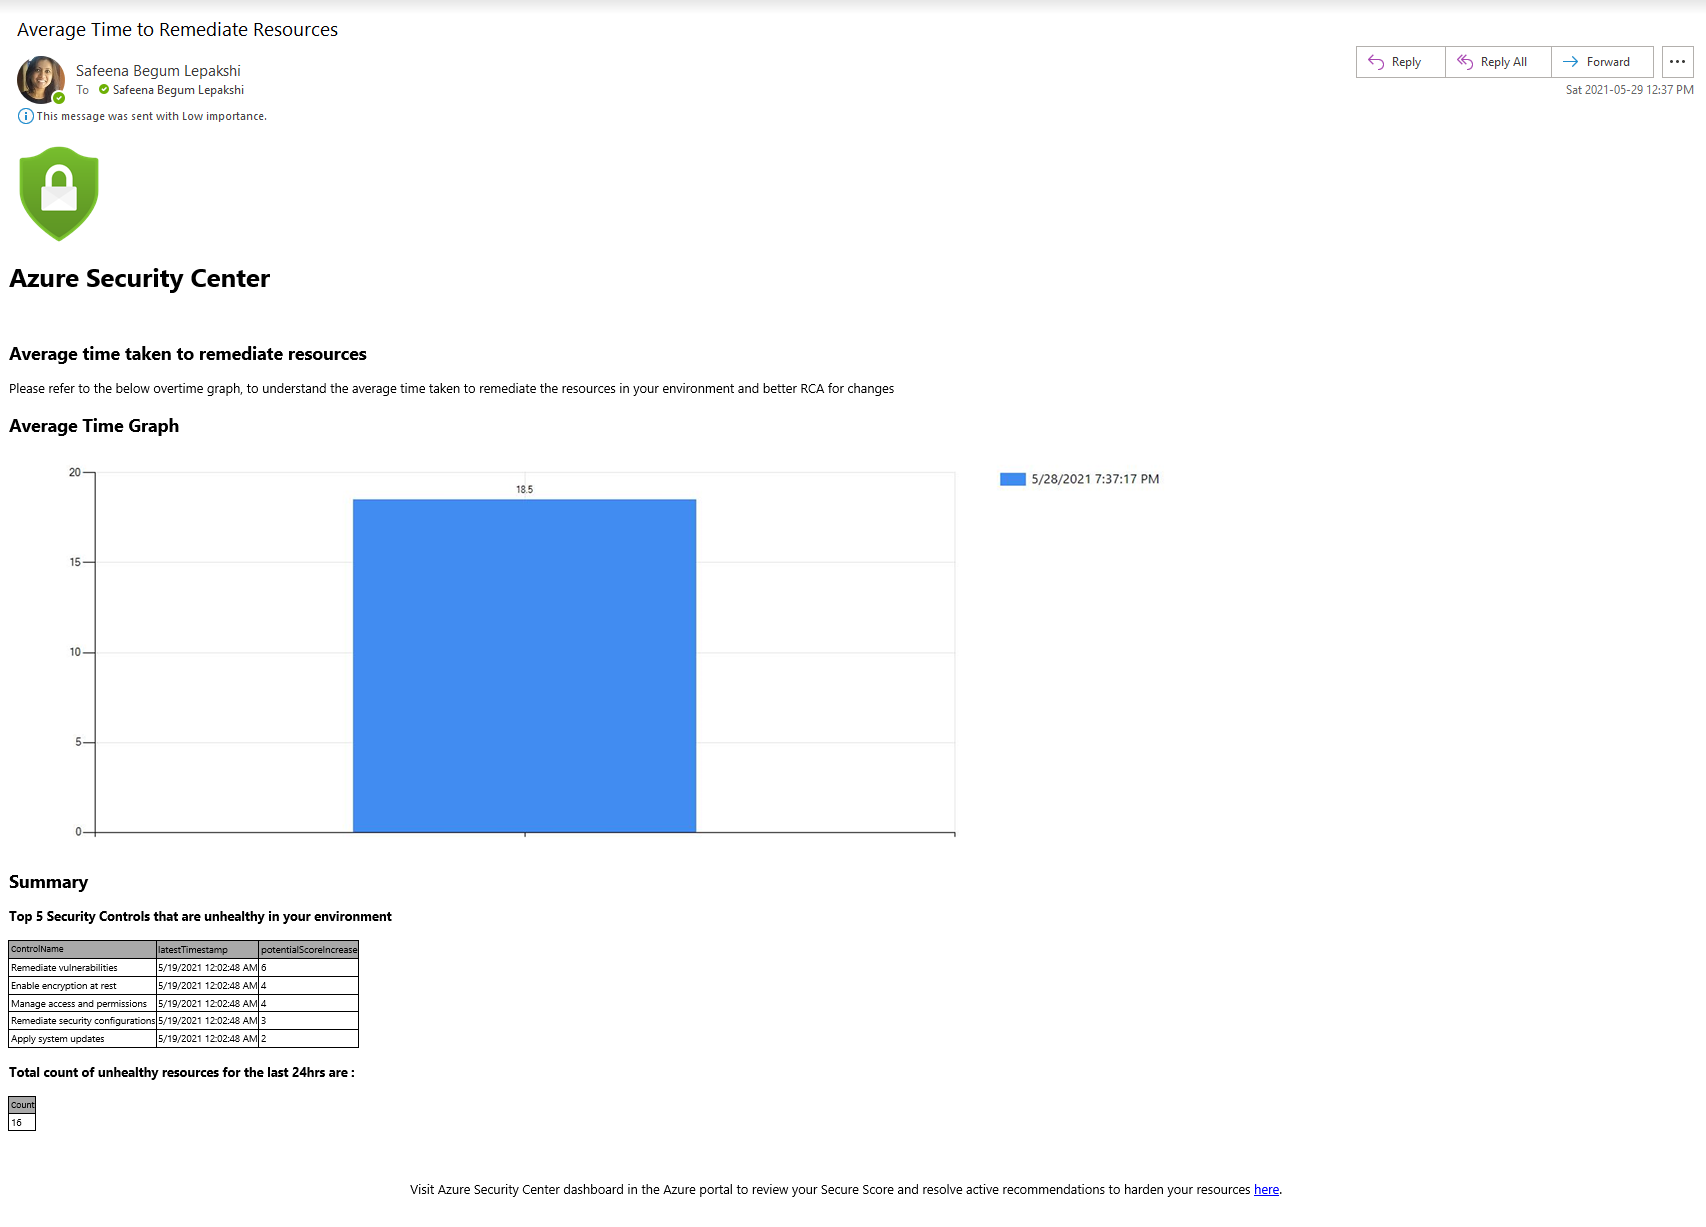 Average Time to Remediate Resources
Safeena Begum Lepakshi
To Safeena Begum Lepakshi
Reply
Reply All
Forward
Sat 2021-05-29 12:37 PM
This message was sent with Low importance.
Azure Security Center
Average time taken to remediate resources
Please refer to the below overtime graph, to understand the average time taken to remediate the resources in your environment and better RCA for changes
Average Time Graph
20
15
10
5
0
18.5
5/28/2021 7:37:17 PM
Summary
Top 5 Security Controls that are unhealthy in your environment
ControlName latestTimestamp potentialScoreIncrease
Remediate vulnerabilities 5/19/2021 12:02:48 AM 6
Enable encryption at rest 5/19/2021 12:02:48 AM 4
Manage access and permissions 5/19/2021 12:02:48 AM 4
Remediate security configurations 5/19/2021 12:02:48 AM 3
Apply system updates 5/19/2021 12:02:48 AM 2
Total count of unhealthy resources for the last 24hrs are :
Count
16
Visit Azure Security Center dashboard in the Azure portal to review your Secure Score and resolve active recommendations to harden your resources here.